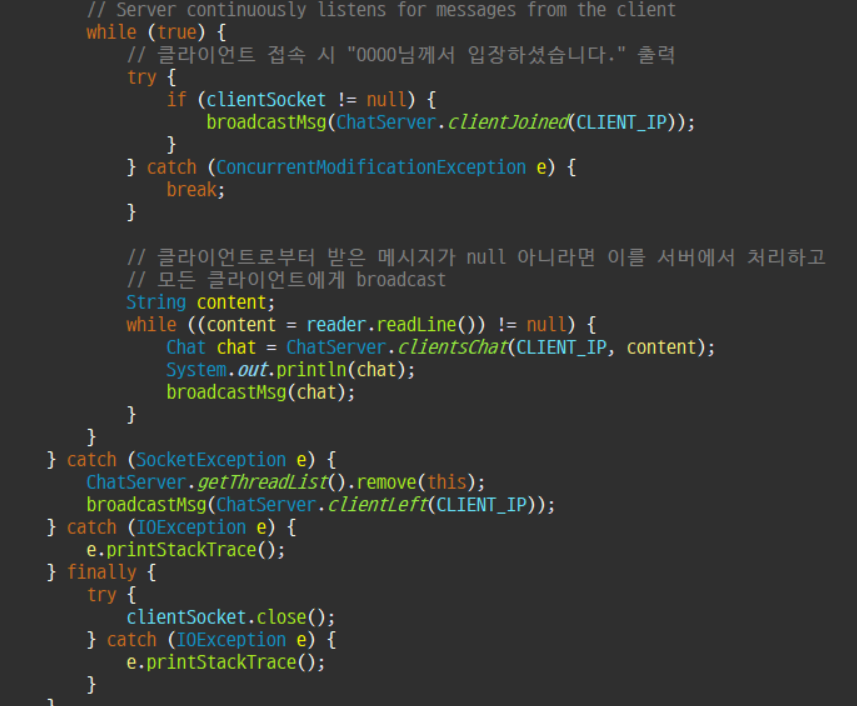 // Server continuously listens for messages from the client
while (true) {
// 클라이언트 접속 시 "OOOO님께서 입장하셨습니다." 출력
try {
if (clientSocket != null) {
broadcastMsg(ChatServer.clientJoined(CLIENT_IP));
}
} catch (ConcurrentModificationException e) {
break;
}
// 클라이언트로부터 받은 메시지가 null 아니라면 이를 서버에서 처리하고
// 모든 클라이언트에게 broadcast
String content;
while ((content = reader.readLine()) != null) {
Chat chat = ChatServer.clientsChat(CLIENT_IP, content);
System.out.println(chat);
broadcastMsg(chat);
}
}
} catch (SocketException e) {
ChatServer.getThreadList().remove(this);
broadcastMsg(ChatServer.clientLeft(CLIENT_IP));
} catch (IOException e) {
e.printStackTrace();
} finally {
try {
clientSocket.close();
} catch (IOException e) {
e.printStackTrace();
}
}